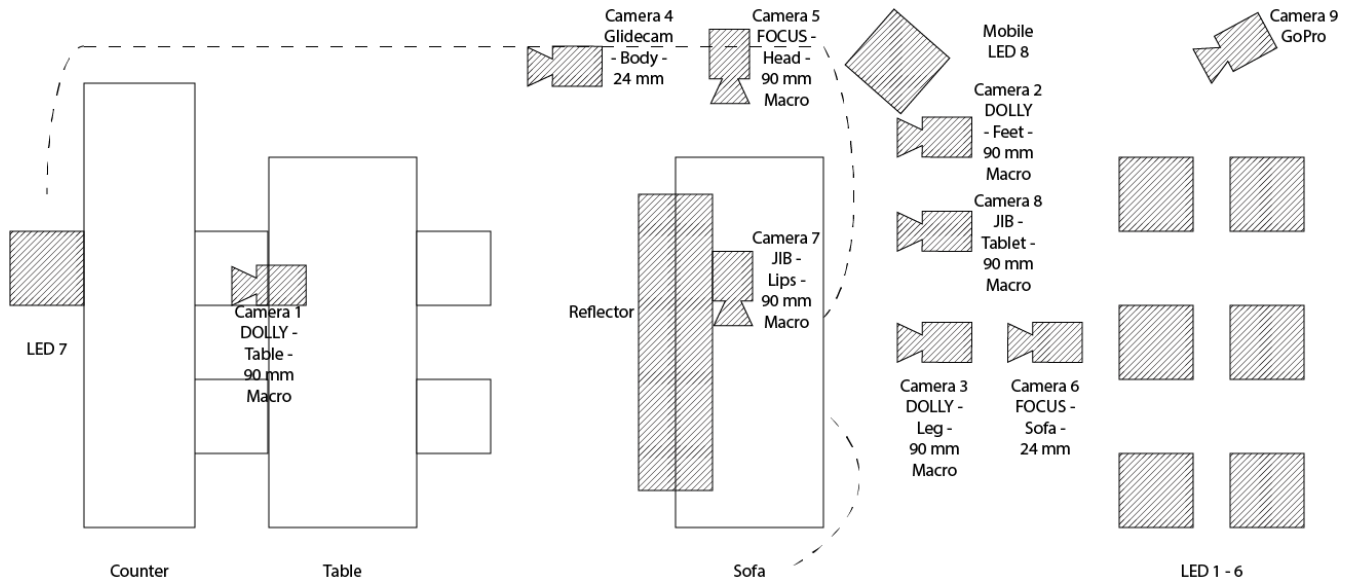 Camera 4
Glidecam
- Body -
24 mm
Camera 5
FOCUS -
Head -
90 mm
Macro
Mobile
LED 8
Camera 9
GoPro
Camera 2
DOLLY
- Feet -
90 mm
Macro
Camera 8
JIB -
Tablet -
90 mm
Macro
Camera 7
JIB -
Lips -
90 mm
Macro
Reflector
LED 7
Camera 1
DOLLY -
Table -
90 mm
Macro
Camera 3
DOLLY -
Leg -
90 mm
Macro
Camera 6
FOCUS -
Sofa -
24 mm
Counter
Table
Sofa
LED 1 - 6